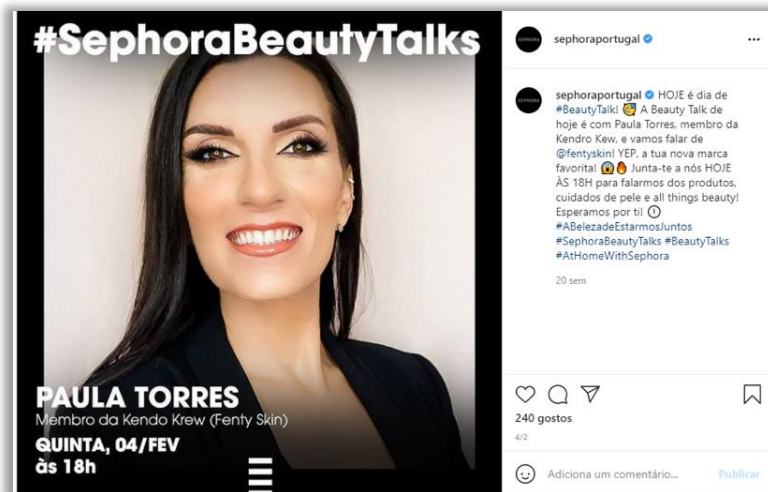 #SephoraBeautyTalks
PAULA TORRES
Membro da Kendo Krew (Fenty Skin)
QUINTA, 04/FEV
às 18h
SEPHORA
sephoraportugal
SEPHORA
sephoraportugal HOJE é dia de
#BeautyTalk! A Beauty Talk de
hoje é com Paula Torres, membro da
Kendro Kew, e vamos falar de
@fentyskin! YEP, a tua nova marca
favorita! Junta-te a nós HOJE
ÀS 18H para falarmos dos produtos,
cuidados de pele e all things beauty!
Esperamos por ti!
#ABelezadeEstarmosJuntos
#SephoraBeautyTalks #BeautyTalks
#AtHomeWithSephora
20 sem
240 gostos
4/2
Adiciona um comentário... Publicar